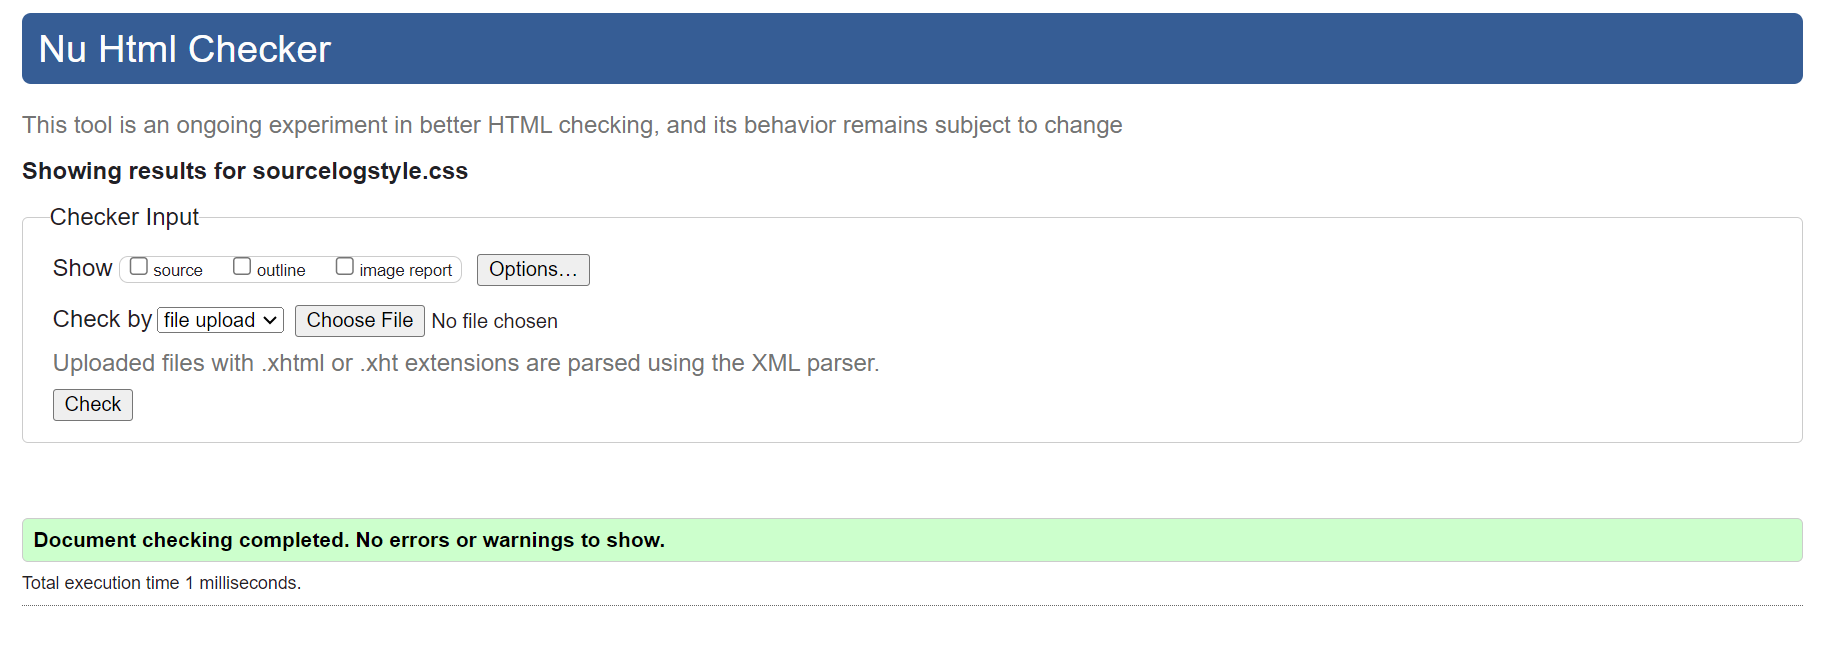 Nu Html Checker
This tool is an ongoing experiment in better HTML checking, and its behavior remains subject to change
Showing results for sourcelogstyle.css
Checker Input
Show source outline image report Options...
Check by file upload Choose File No file chosen
Uploaded files with .xhtml or .xht extensions are parsed using the XML parser.
Check
Document checking completed. No errors or warnings to show.
Total execution time 1 milliseconds.